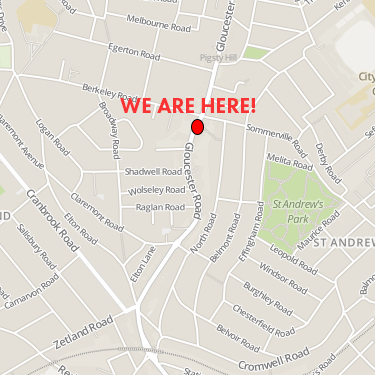 Melbourne Road
Gloucester
Egerton Road
Pigsty Hill
City
Berkeley Road
WE ARE HERE!
Broadway Road
Logan Road
Sommerville Road
Derby Road
Claremont Avenue
Melita Road
Shadwell Road
Gloucester Road
Wolseley Road
Raglan Road
Cranbrook Road
Claremont Road
St Andrew's
Park
Elton Road
Salisbury Road
North Road
Belmont Road
Effingham Road
Maurice Road
ST ANDREW
Elton Lane
Leopold Road
Carnarvon Road
Windsor Road
Burghley Road
Chesterfield Road
Zetland Road
Belvoir Road
Cromwell Road